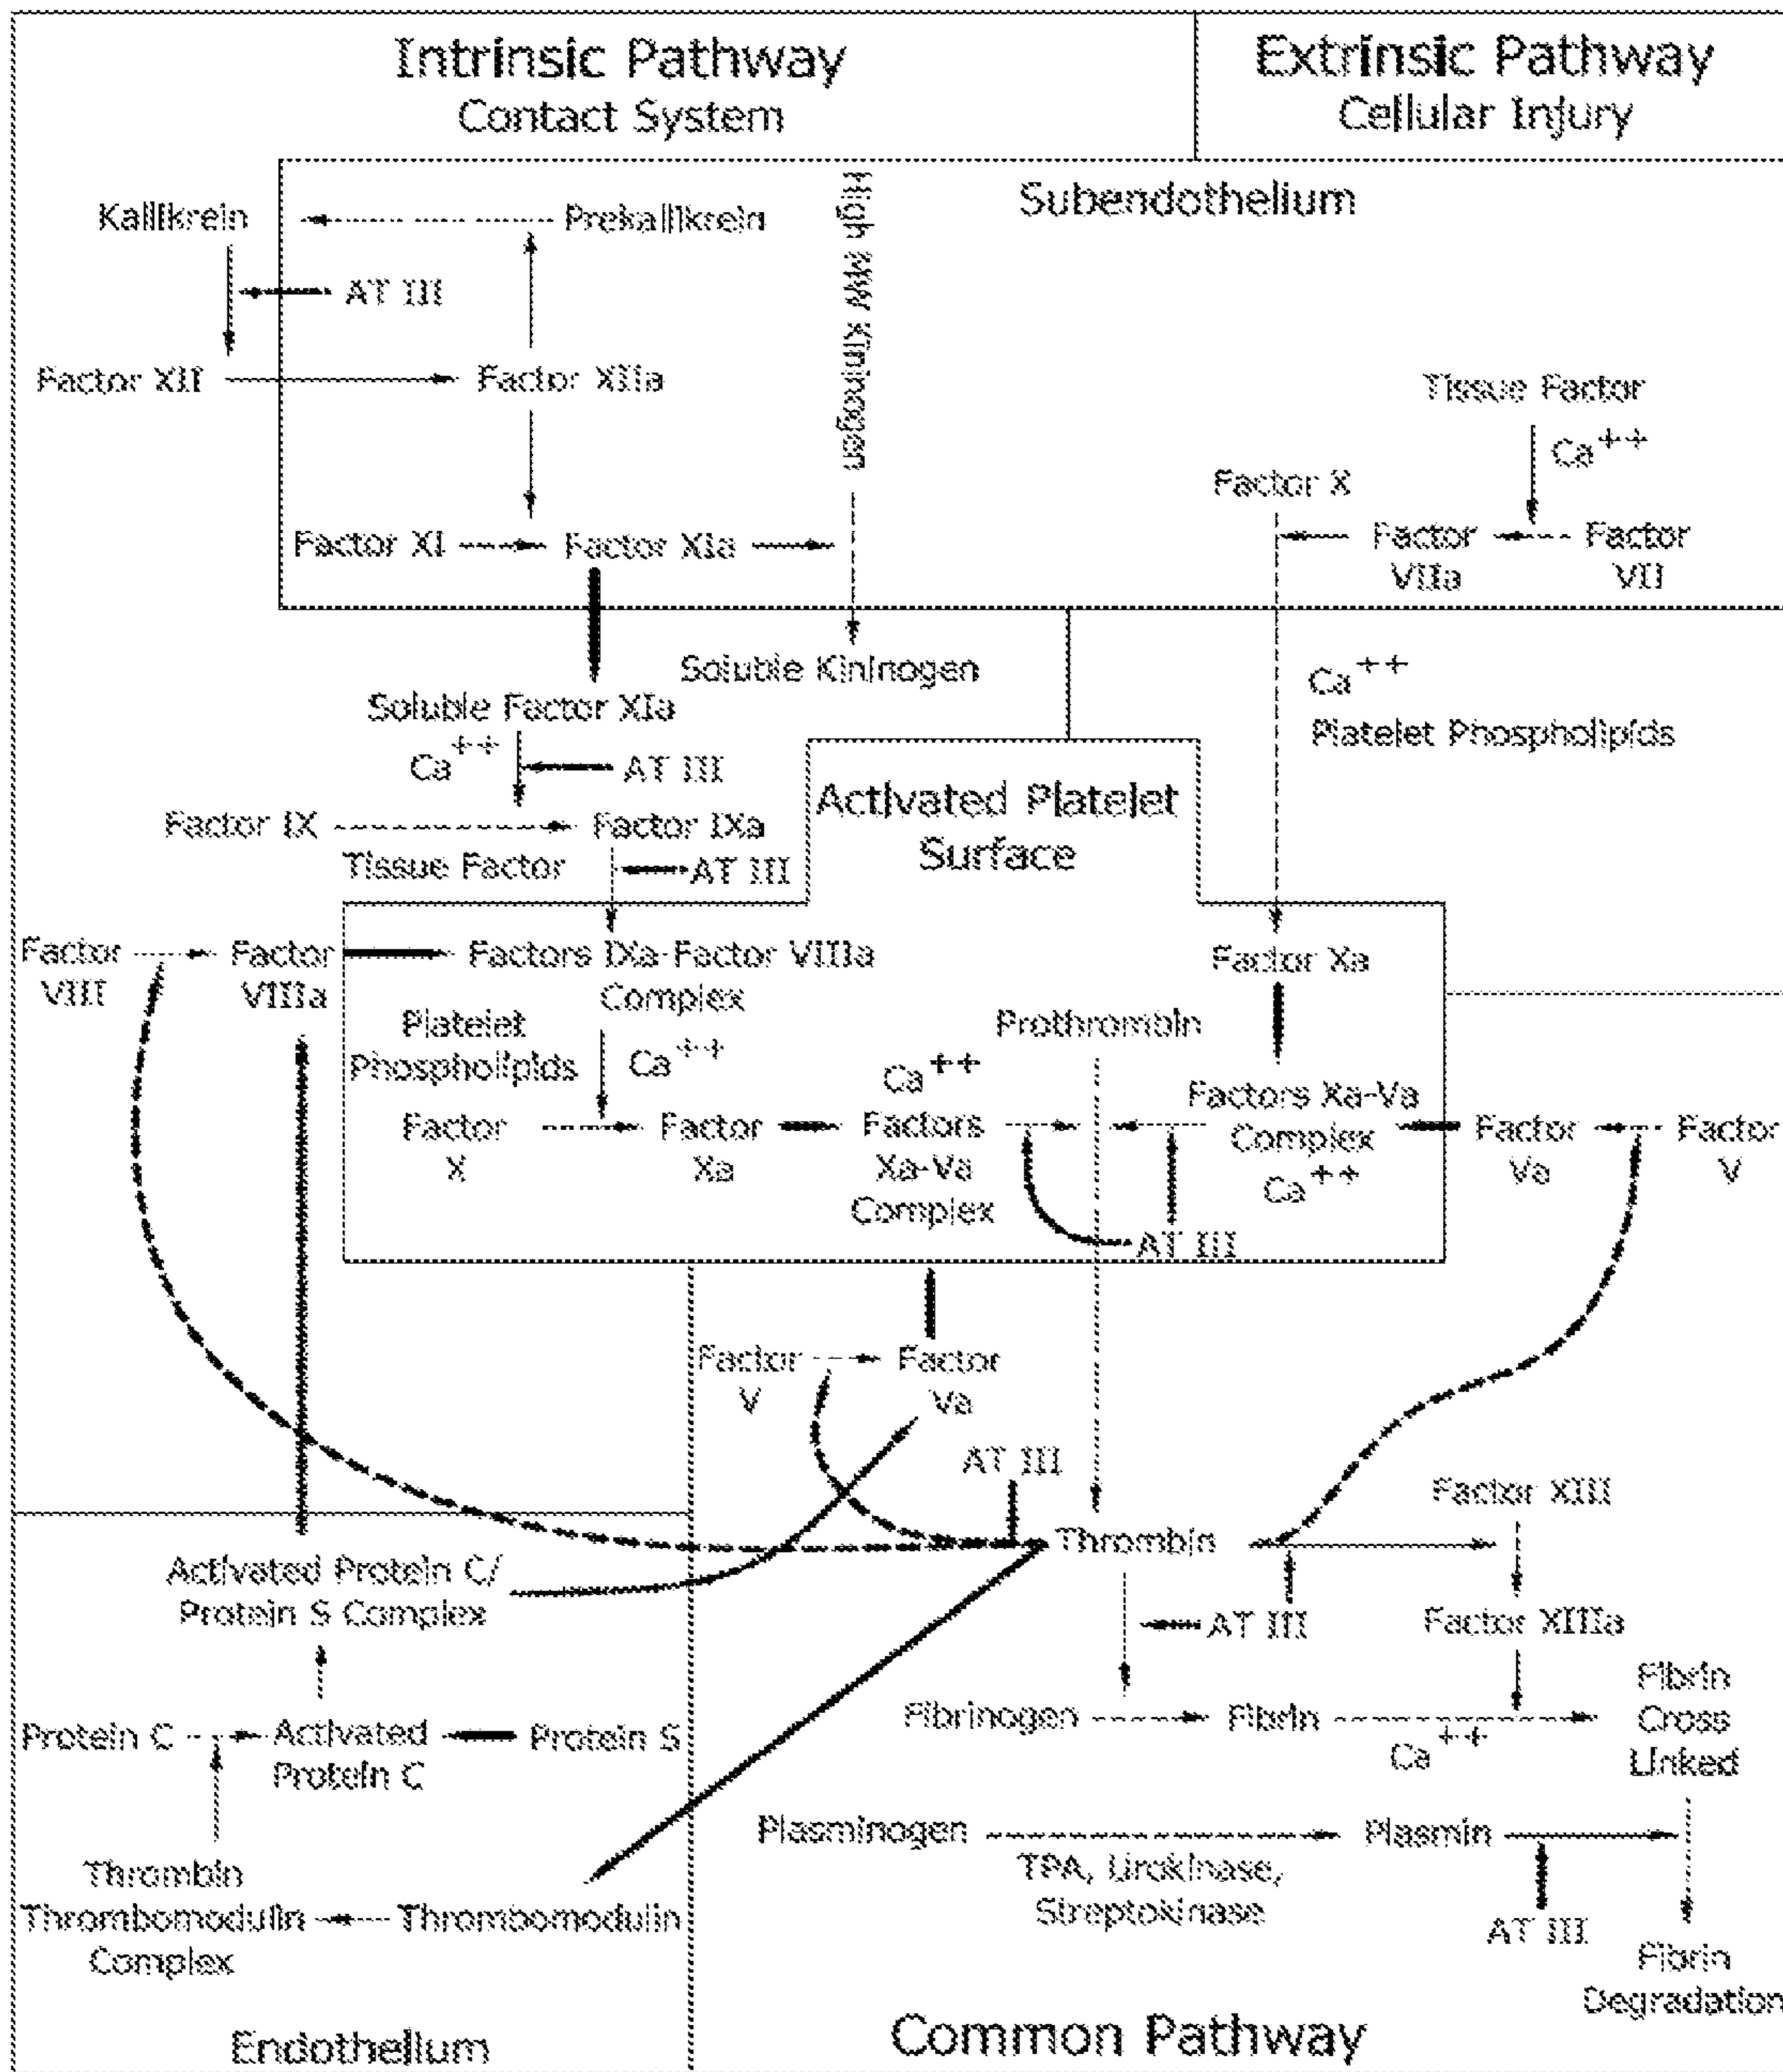 Intrinsic Pathway
Contact System
Extrinsic Pathway
Cellular Injury
Subendothelium
Kallikrein
Prekallikrein
High MW Kininogen
AT III
Factor XII
Factor XIIa
Tissue Factor
Ca++
Factor X
Factor XI
Factor XIa
Factor
VIIa
Factor
VII
Soluble Kininogen
Soluble Factor XIa
Ca++
Platelet Phospholipids
Ca++
AT III
Activated Platelet
Surface
Factor IX
Factor IXa
Tissue Factor
AT III
Factor
VIII
Factor
VIIIa
Factors IXa-Factor VIIIa
Complex
Factor Xa
Platelet
Phospholipids
Ca++
Prothrombin
Ca++
Factor
X
Factor
Xa
Factors
Xa-Va
Complex
Factors Xa-Va
Complex
Ca++
Factor
Va
Factor
V
AT III
Factor
V
Factor
Va
AT III
Factor XIII
Thrombin
Activated Protein C/
Protein S Complex
AT III
Factor XIIIa
Protein C
Activated
Protein C
Protein S
Fibrinogen
Fibrin
Ca++
Fibrin
Cross
Linked
Plasminogen
TPA, Urokinase,
Streptokinase
Plasmin
AT III
Thrombin
Thrombomodulin
Complex
Thrombomodulin
Fibrin
Degradation
Endothelium
Common Pathway